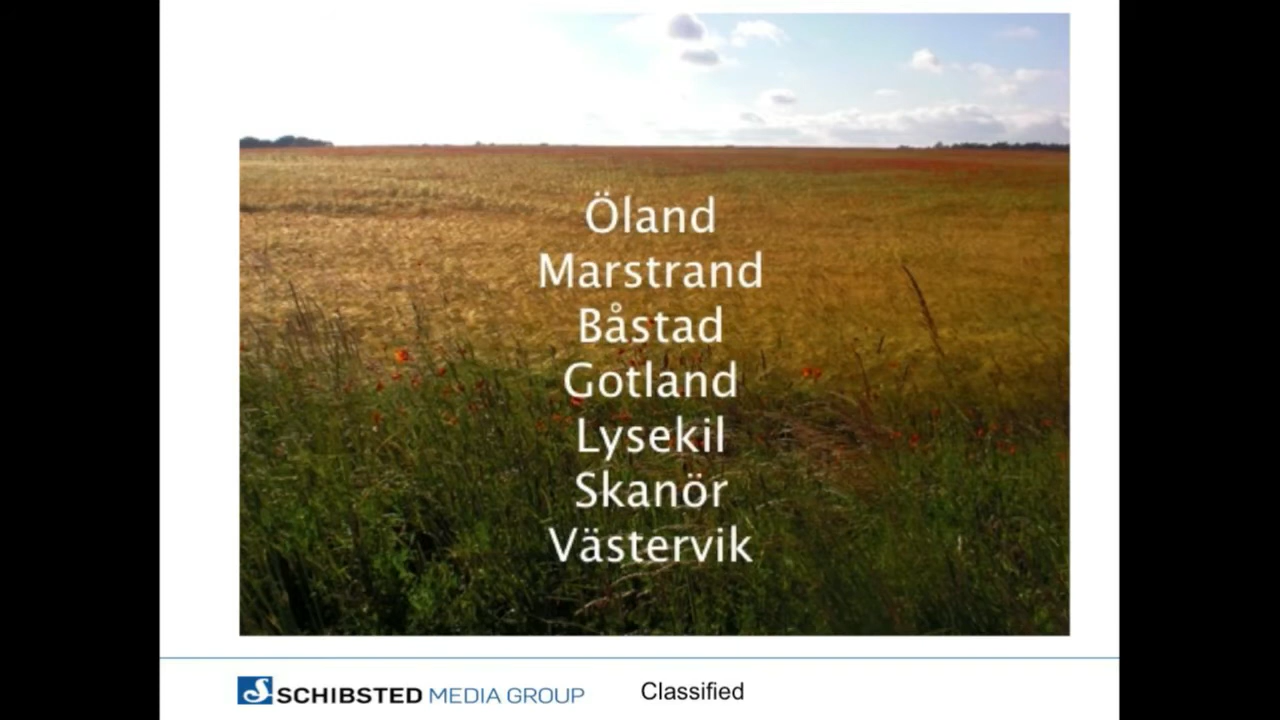 Öland
Marstrand
Båstad
Gotland
Lysekil
Skanör
Västervik
SCHIBSTED MEDIA GROUP Classified